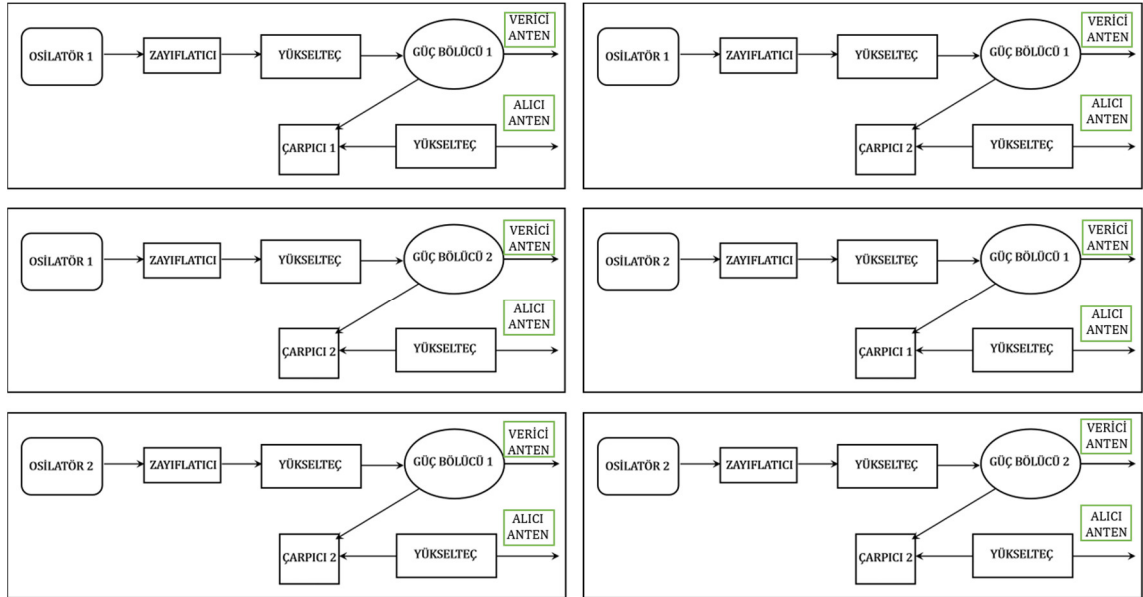 OSİLATÖR 1
ZAYIFLATICI
YÜKSELTEÇ
GÜÇ BÖLÜCÜ 1
VERİCİ
ANTEN
ALICI
ANTEN
ÇARPICI 1
YÜKSELTEÇ
OSİLATÖR 1
ZAYIFLATICI
YÜKSELTEÇ
GÜÇ BÖLÜCÜ 1
VERİCİ
ANTEN
ALICI
ANTEN
ÇARPICI 2
YÜKSELTEÇ
OSİLATÖR 1
ZAYIFLATICI
YÜKSELTEÇ
GÜÇ BÖLÜCÜ 2
VERİCİ
ANTEN
ALICI
ANTEN
ÇARPICI 2
YÜKSELTEÇ
OSİLATÖR 2
ZAYIFLATICI
YÜKSELTEÇ
GÜÇ BÖLÜCÜ 1
VERİCİ
ANTEN
ALICI
ANTEN
ÇARPICI 1
YÜKSELTEÇ
OSİLATÖR 2
ZAYIFLATICI
YÜKSELTEÇ
GÜÇ BÖLÜCÜ 1
VERİCİ
ANTEN
ALICI
ANTEN
ÇARPICI 2
YÜKSELTEÇ
OSİLATÖR 2
ZAYIFLATICI
YÜKSELTEÇ
GÜÇ BÖLÜCÜ 2
VERİCİ
ANTEN
ALICI
ANTEN
ÇARPICI 2
YÜKSELTEÇ